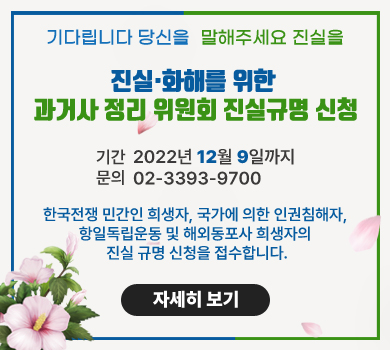 기다립니다 당신을 말해주세요 진실을
진실·화해를 위한
과거사 정리 위원회 진실규명 신청
기간 2022년 12월 9일까지
문의 02-3393-9700
한국전쟁 민간인 희생자, 국가에 의한 인권침해자,
항일독립운동 및 해외동포사 희생자의
진실 규명 신청을 접수합니다.
자세히 보기